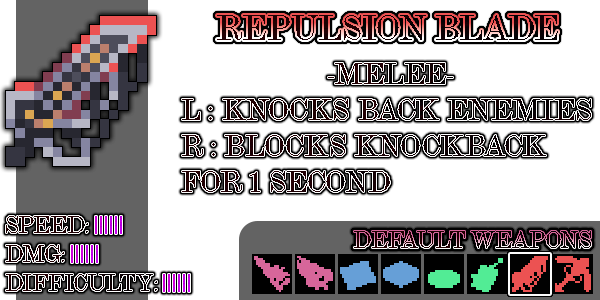 REPULSION BLADE
-MELEE-
L : KNOCKS BACK ENEMIES
R : BLOCKS KNOCKBACK
FOR 1 SECOND
SPEED:
DMG:
DIFFICULTY:
DEFAULT WEAPONS